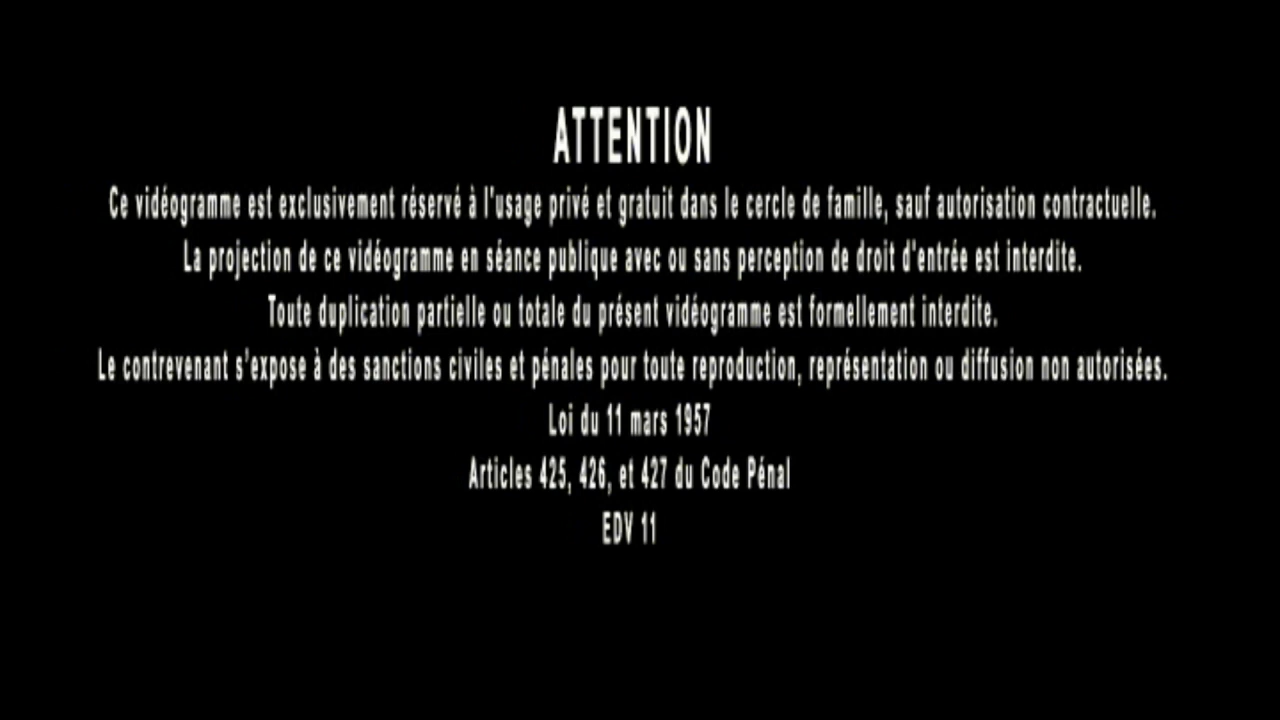 ATTENTION
Ce vidéogramme est exclusivement réservé à l'usage privé et gratuit dans le cercle de famille, sauf autorisation contractuelle.
La projection de ce vidéogramme en séance publique avec ou sans perception de droit d'entrée est interdite.
Toute duplication partielle ou totale du présent vidéogramme est formellement interdite.
Le contrevenant s'expose à des sanctions civiles et pénales pour toute reproduction, représentation ou diffusion non autorisées.
Loi du 11 mars 1957
Articles 425, 426, et 427 du Code Pénal
EDV 11